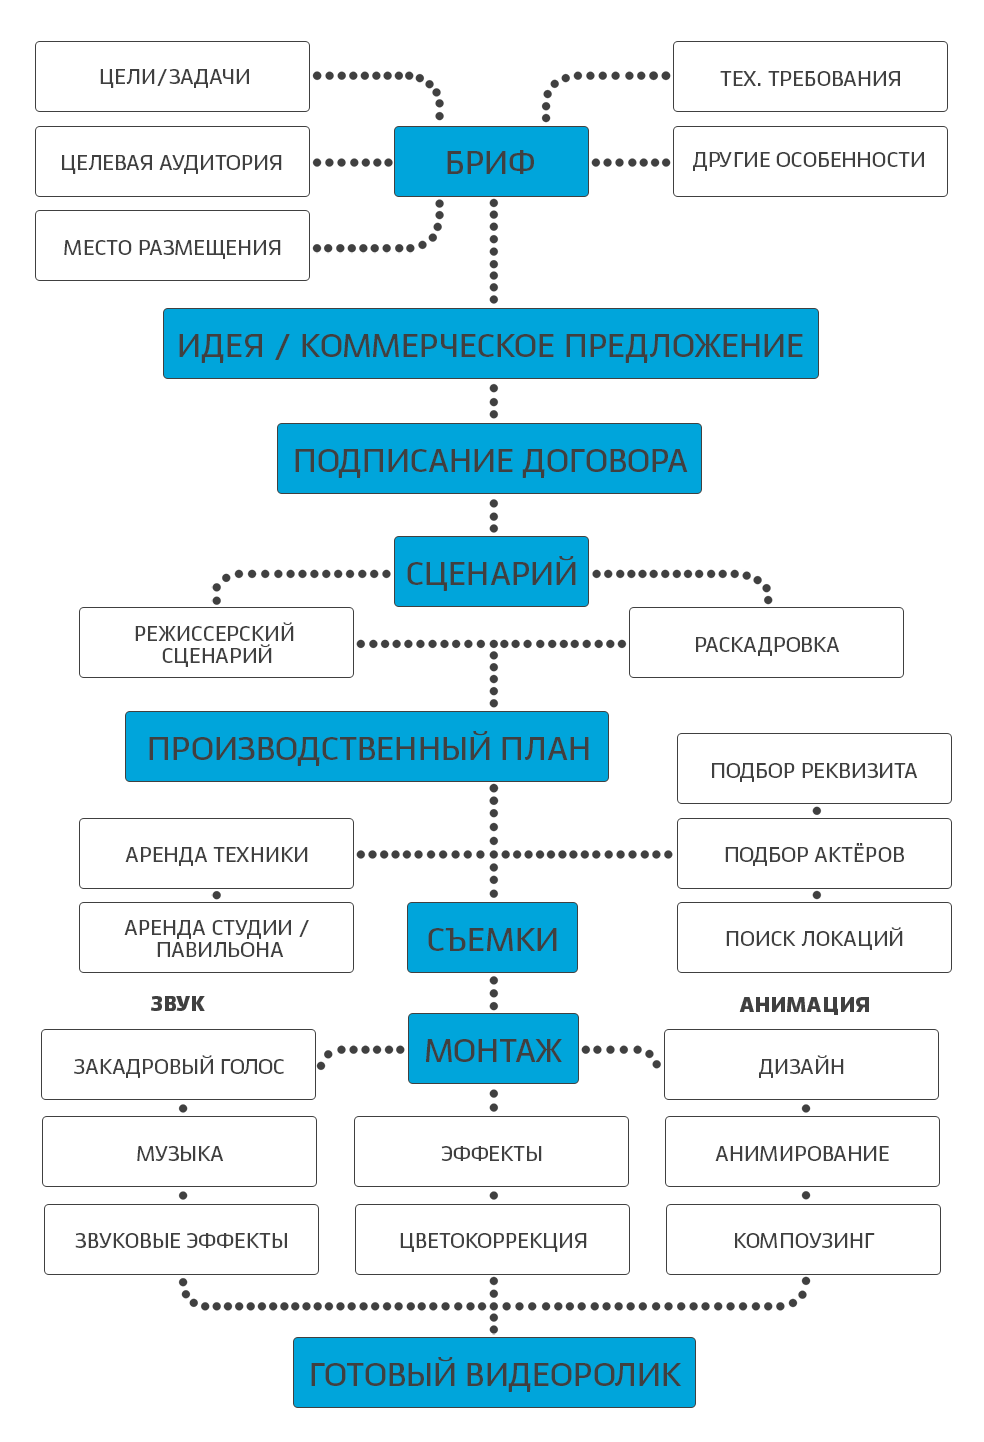 ЦЕЛИ/ЗАДАЧИ
ТЕХ. ТРЕБОВАНИЯ
ЦЕЛЕВАЯ АУДИТОРИЯ
БРИФ
ДРУГИЕ ОСОБЕННОСТИ
МЕСТО РАЗМЕЩЕНИЯ
ИДЕЯ / КОММЕРЧЕСКОЕ ПРЕДЛОЖЕНИЕ
ПОДПИСАНИЕ ДОГОВОРА
СЦЕНАРИЙ
РЕЖИССЕРСКИЙ
СЦЕНАРИЙ
РАСКАДРОВКА
ПРОИЗВОДСТВЕННЫЙ ПЛАН
ПОДБОР РЕКВИЗИТА
АРЕНДА ТЕХНИКИ
ПОДБОР АКТЁРОВ
АРЕНДА СТУДИИ /
ПАВИЛЬОНА
СЪЕМКИ
ПОИСК ЛОКАЦИЙ
ЗВУК
АНИМАЦИЯ
ЗАКАДРОВЫЙ ГОЛОС
МОНТАЖ
ДИЗАЙН
МУЗЫКА
ЭФФЕКТЫ
АНИМИРОВАНИЕ
ЗВУКОВЫЕ ЭФФЕКТЫ
ЦВЕТОКОРРЕКЦИЯ
КОМПОУЗИНГ
ГОТОВЫЙ ВИДЕОРОЛИК